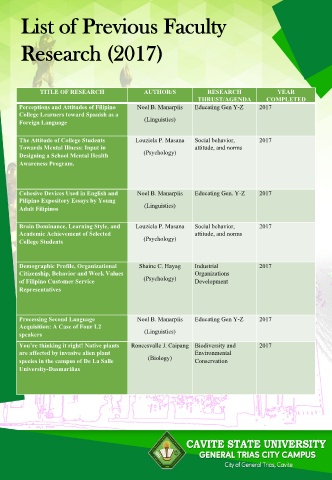 List of Previous Faculty
Research (2017)
TITLE OF RESEARCH AUTHOR/S RESEARCH THRUST/AGENDA YEAR COMPLETED
Perceptions and Attitudes of Filipino
College Learners toward Spanish as a
Foreign Language
Noel B. Manarpiis
(Linguistics)
Educating Gen Y-Z
2017
The Attitude of College Students
Towards Mental Illness: Input in
Designing a School Mental Health
Awareness Program.
Louziela P. Masana
(Psychology)
Social behavior,
attitude, and norms
2017
Cohesive Devices Used in English and
Filipino Expository Essays by Young
Adult Filipinos
Noel B. Manarpiis
(Linguistics)
Educating Gen. Y-Z
2017
Brain Dominance, Learning Style, and
Academic Achievement of Selected
College Students
Louziela P. Masana
(Psychology)
Social behavior,
attitude, and norms
2017
Demographic Profile, Organizational
Citizenship, Behavior and Work Values
of Filipino Customer Service
Representatives
Shaine C. Hayag
(Psychology)
Industrial
Organizations
Development
2017
Processing Second Language
Acquisition: A Case of Four L2
speakers
Noel B. Manarpiis
(Linguistics)
Educating Gen Y-Z
2017
You're thinking it right! Native plants
are affected by invasive alien plant
species in the campus of De La Salle
University-Dasmariñas
Roncesvalle J. Caipang
(Biology)
Biodiversity and
Environmental
Conservation
2017
CAVITE STATE UNIVERSITY
GENERAL TRIAS CITY CAMPUS
City of General Trias, Cavite